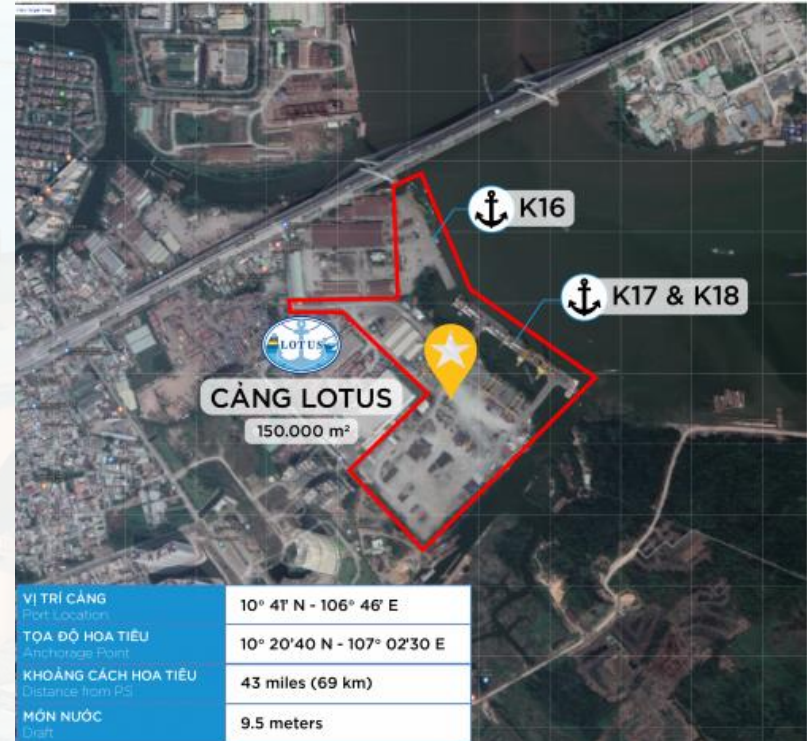 K16
K17 & K18
LOTUS
CẢNG LOTUS
150.000 m²
VỊ TRÍ CẢNG
Port Location
10° 41' N - 106° 46' E
TỌA ĐỘ HOA TIÊU
Anchorage Point
10° 20'40 N - 107° 02'30 E
KHOẢNG CÁCH HOA TIÊU
Distance from PS
43 miles (69 km)
MỚN NƯỚC
Draft
9.5 meters